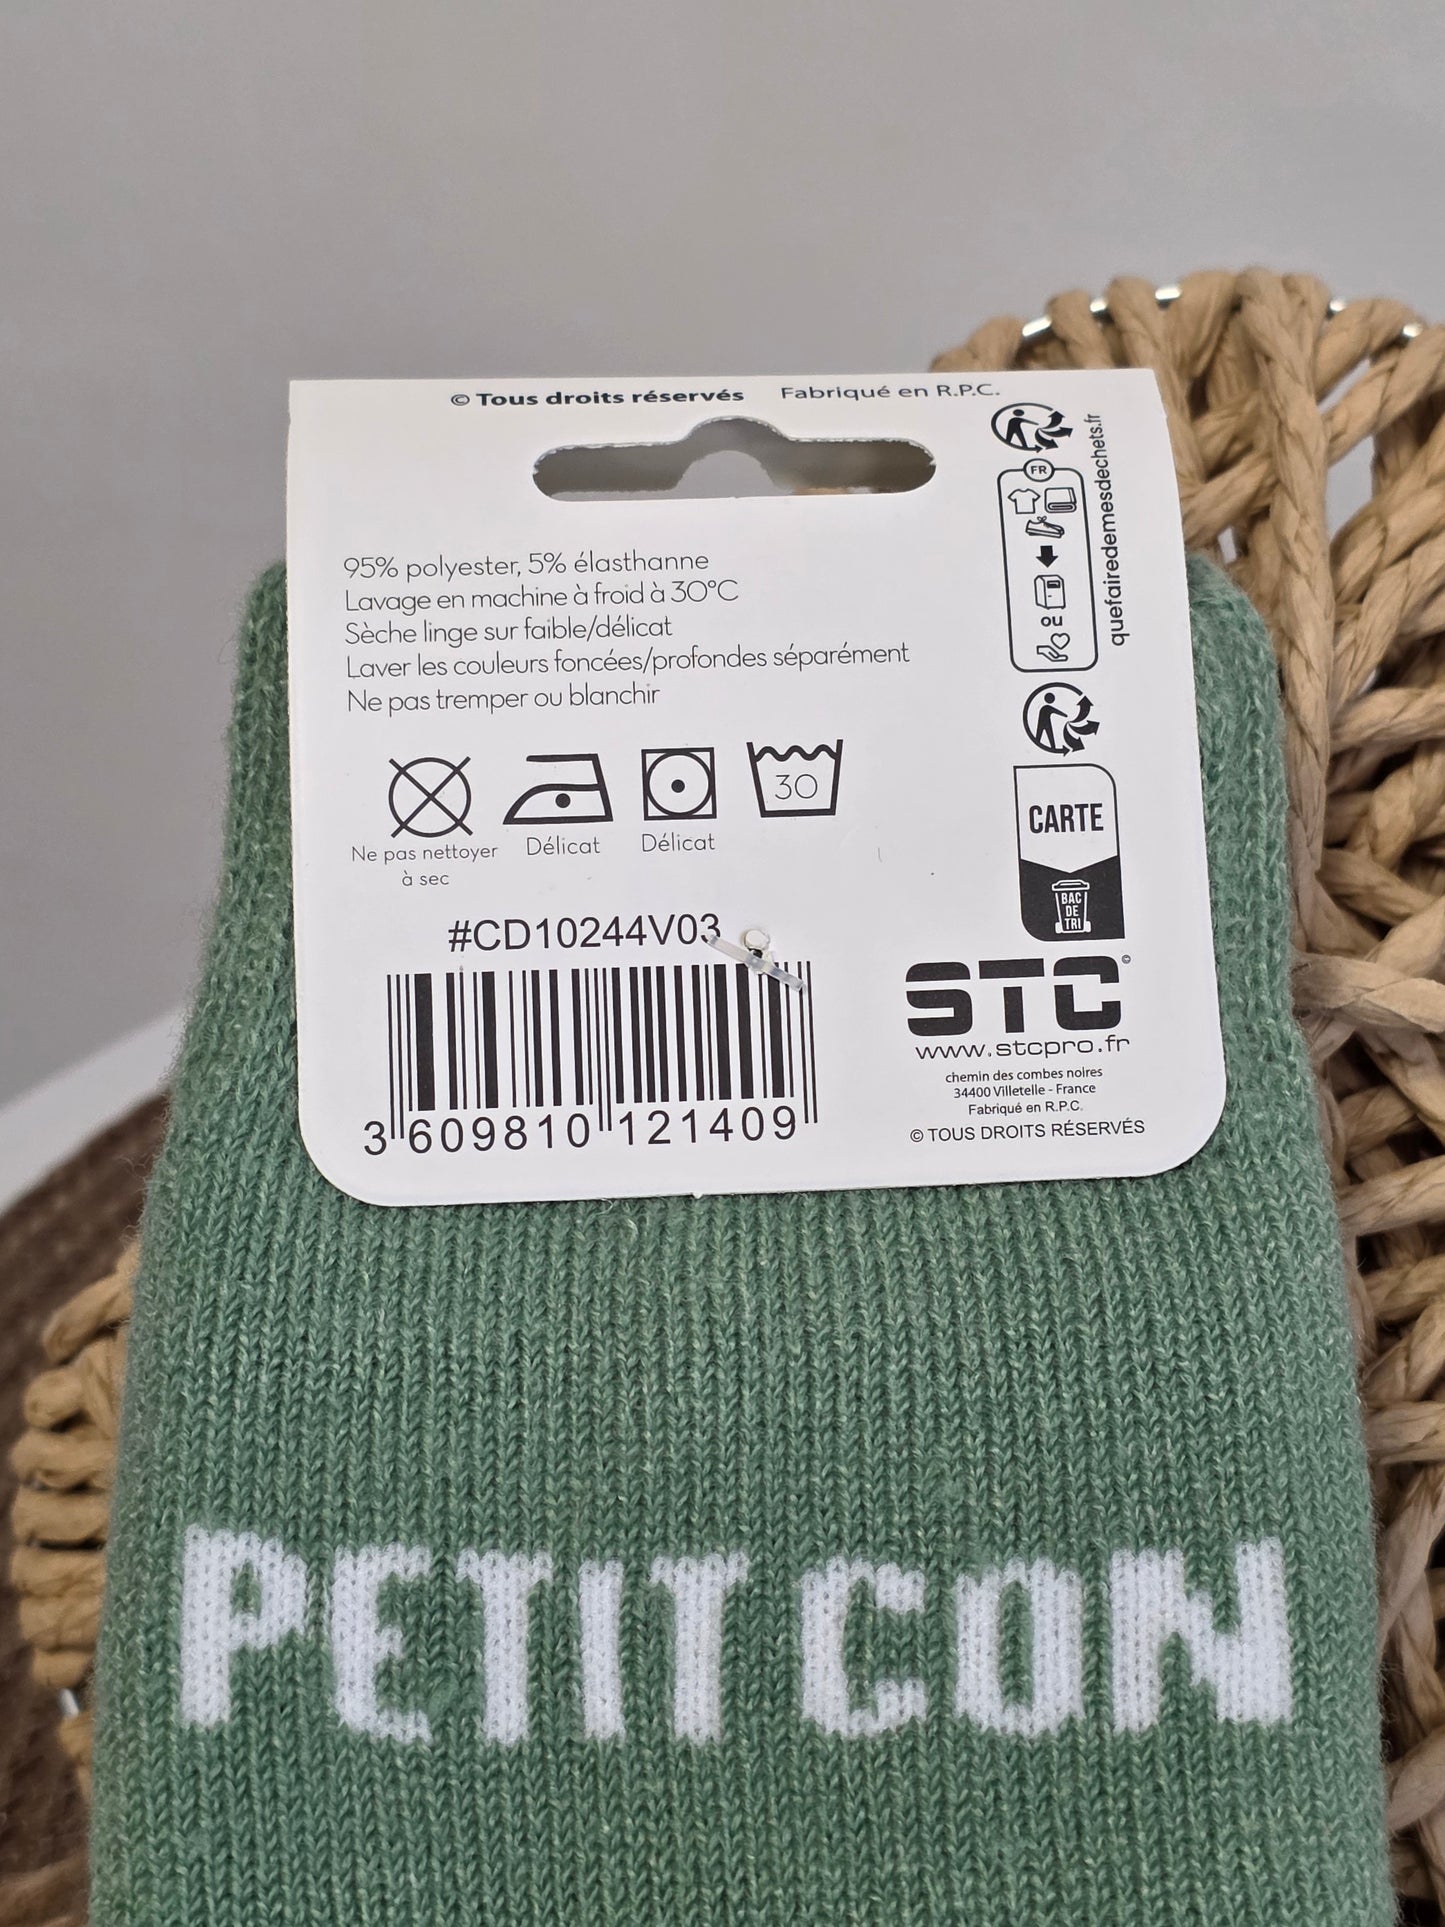 © Tous droits réservés Fabriqué en R.P.C.
95% polyester, 5% élasthanne
Lavage en machine à froid à 30°C
Sèche linge sur faible/délicat
Laver les couleurs foncées/profondes séparément
Ne pas tremper ou blanchir
30
Ne pas nettoyer
à sec
Délicat
Délicat
#CD10244V03
3 609810 121409
FR
ou
quefairedemesdechets.fr
CARTE
BAC
DE
TRI
STC©
www.stcpro.fr
chemin des combes noires
34400 Villetelle - France
Fabriqué en R.P.C.
© TOUS DROITS RÉSERVÉS
PETIT CON